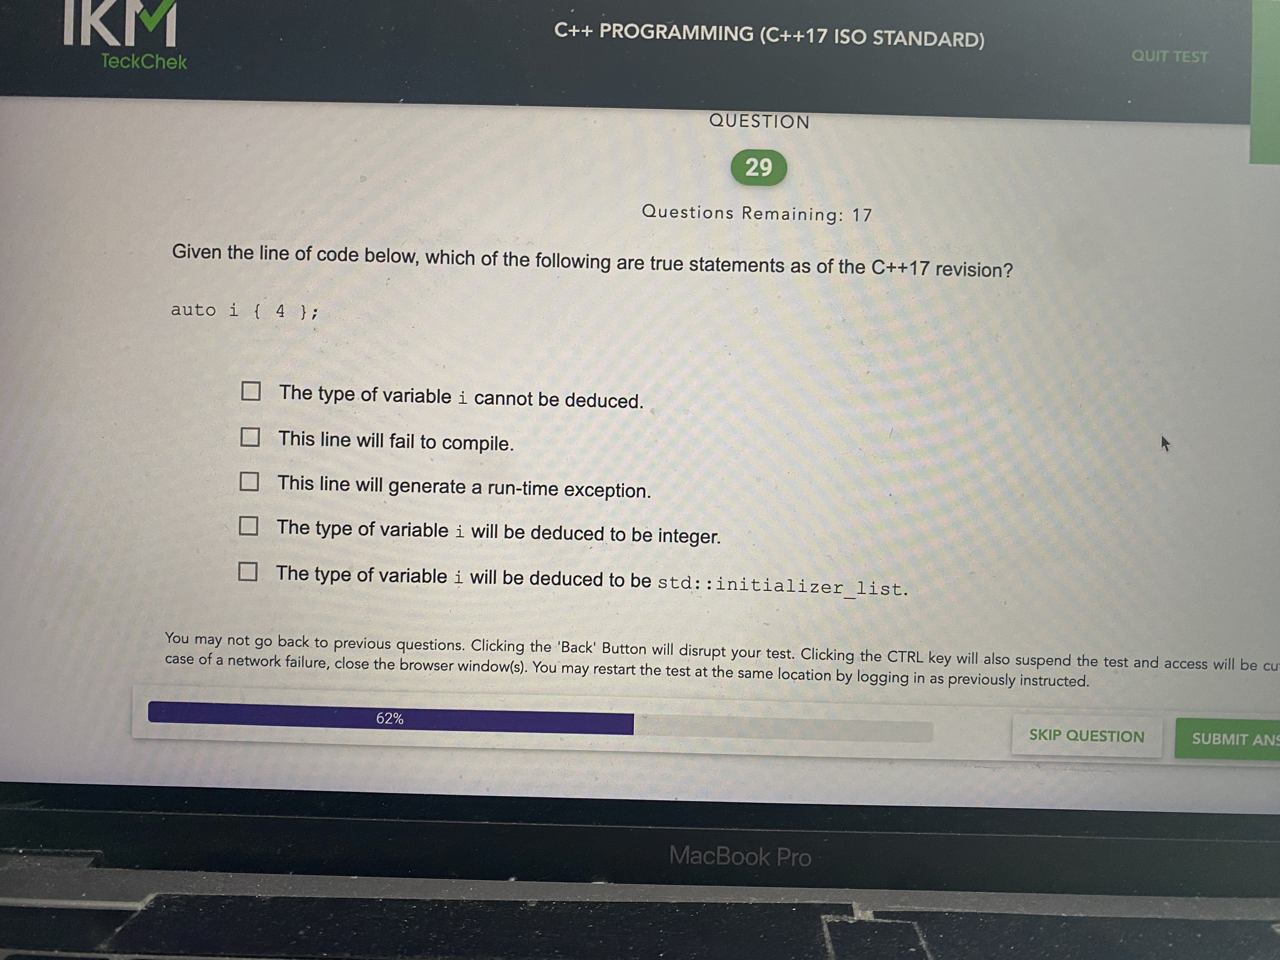 IKM
TeckChek
C++ PROGRAMMING (C++17 ISO STANDARD)
QUIT TEST
QUESTION
29
Questions Remaining: 17
Given the line of code below, which of the following are true statements as of the C++17 revision?
auto i { 4 };
The type of variable i cannot be deduced.
This line will fail to compile.
This line will generate a run-time exception.
The type of variable i will be deduced to be integer.
The type of variable i will be deduced to be std::initializer_list.
You may not go back to previous questions. Clicking the 'Back' Button will disrupt your test. Clicking the CTRL key will also suspend the test and access will be
case of a network failure, close the browser window(s). You may restart the test at the same location by logging in as previously instructed.
62%
SKIP QUESTION
SUBMIT
MacBook Pro